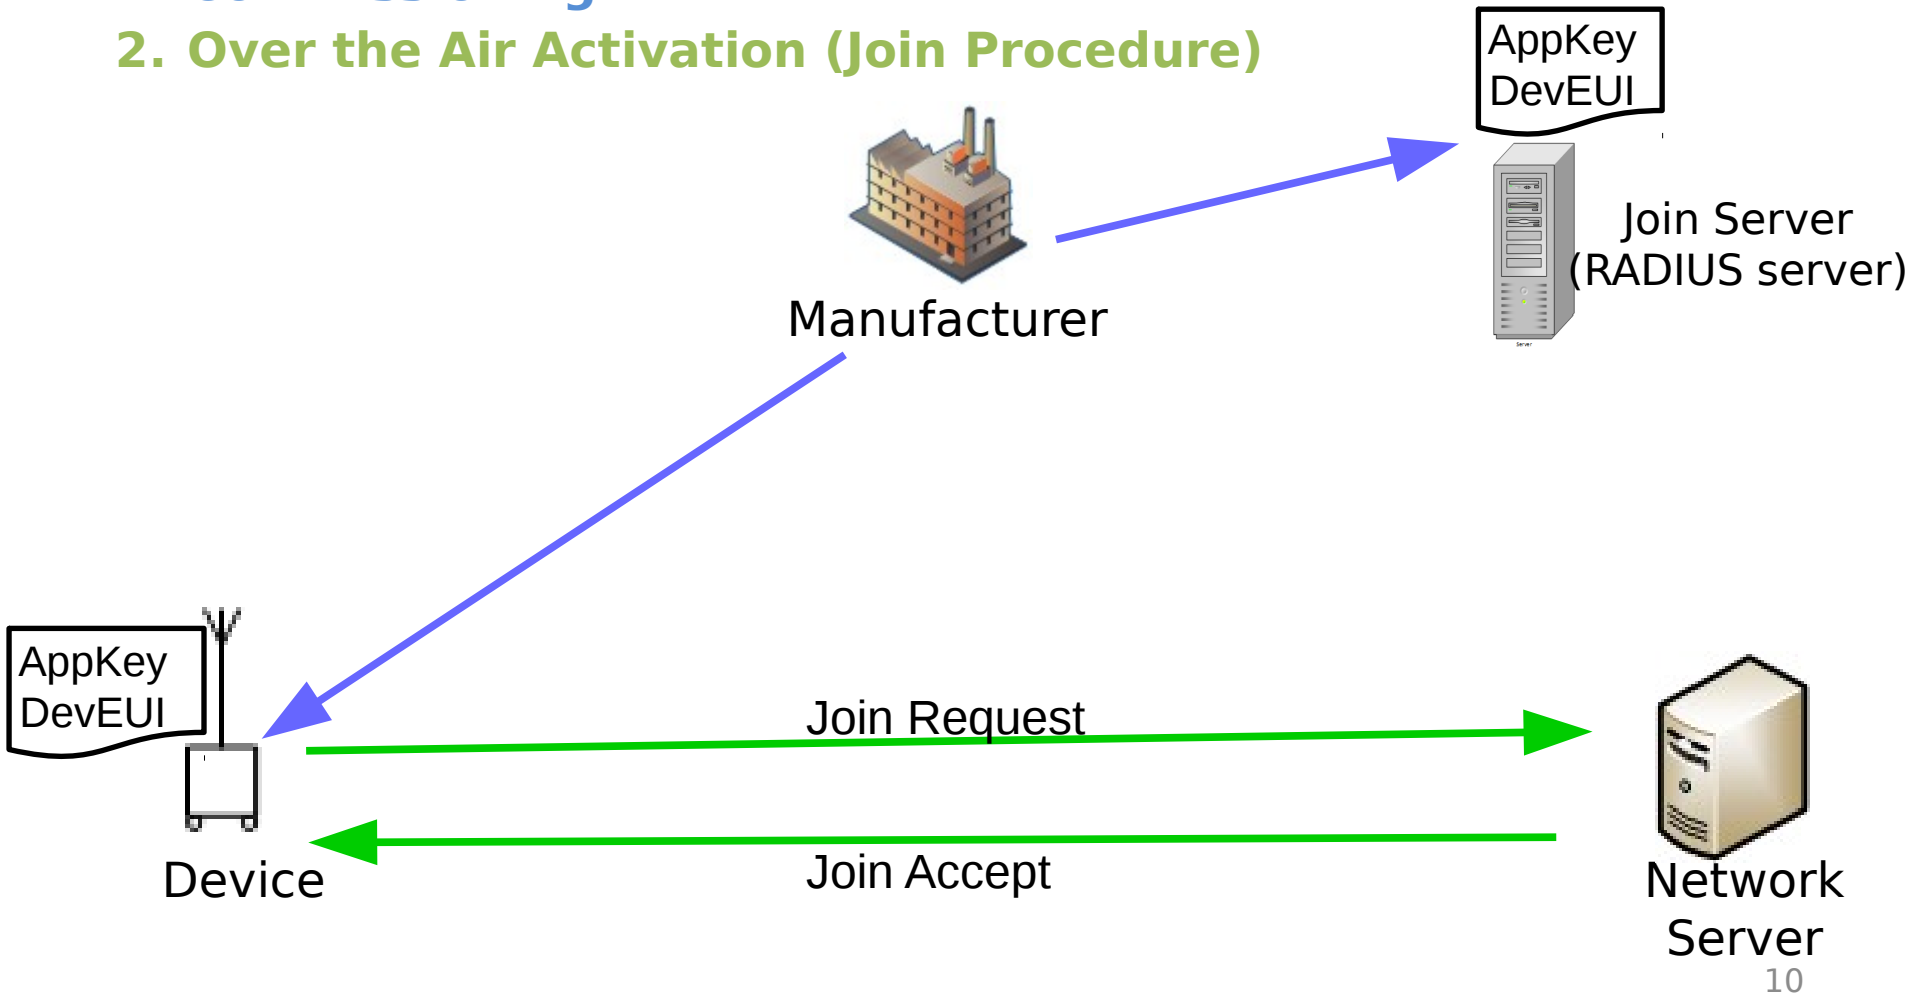 2. Over the Air Activation (Join Procedure)
AppKey
DevEUI
Join Server
(RADIUS server)
Server
Manufacturer
AppKey
DevEUI
Join Request
Join Accept
Device
Network
Server
10